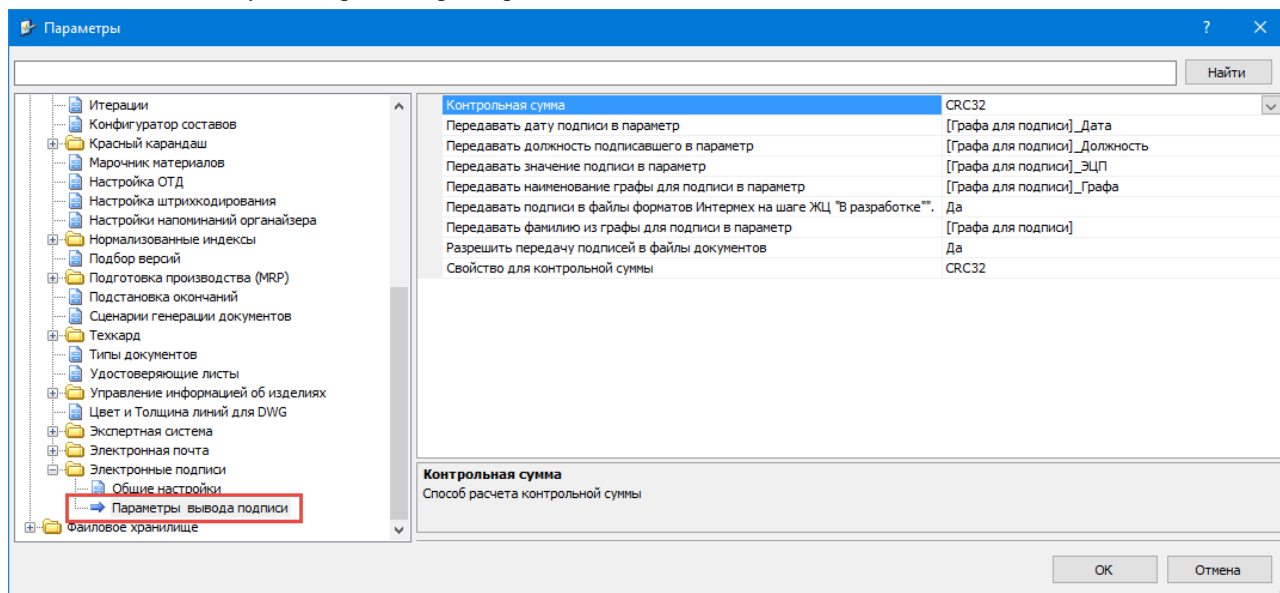 Параметры
Найти
Итерации
Конфигуратор составов
Красный карандаш
Марочник материалов
Настройка ОТД
Настройка штрихкодирования
Настройки напоминаний органайзера
Нормализованные индексы
Подбор версий
Подготовка производства (MRP)
Подстановка окончаний
Сценарии генерации документов
Техкард
Типы документов
Удостоверяющие листы
Управление информацией об изделиях
Цвет и Толщина линий для DWG
Экспертная система
Электронная почта
Электронные подписи
Общие настройки
Параметры вывода подписи
Файловое хранилище
Контрольная сумма CRC32
Передавать дату подписи в параметр [Графа для подписи]_Дата
Передавать должность подписавшего в параметр [Графа для подписи]_Должность
Передавать значение подписи в параметр [Графа для подписи]_ЭЦП
Передавать наименование графы для подписи в параметр [Графа для подписи]_Графа
Передавать подписи в файлы форматов Интермех на шаге ЖЦ "В разработке"". Да
Передавать фамилию из графы для подписи в параметр [Графа для подписи]
Разрешить передачу подписей в файлы документов Да
Свойство для контрольной суммы CRC32
Контрольная сумма
Способ расчета контрольной суммы
ОК Отмена